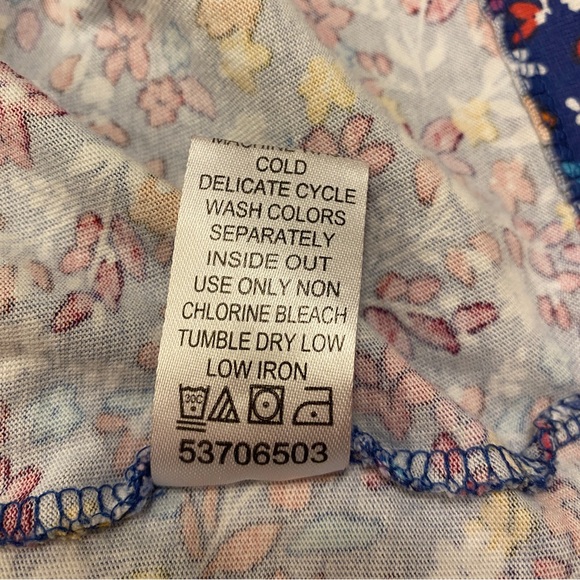 MACHINE
COLD
DELICATE CYCLE
WASH COLORS
SEPARATELY
INSIDE OUT
USE ONLY NON
CHLORINE BLEACH
TUMBLE DRY LOW
LOW IRON
30C
53706503